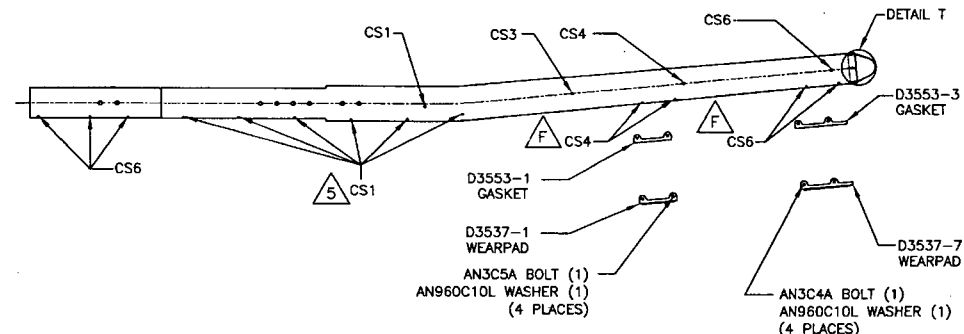 DETAIL T
CS1
CS3
CS4
CS6
D3553-3
GASKET
CS6
5
CS1
F
CS4
F
CS6
D3553-1
GASKET
D3537-1
WEARPAD
AN3C5A BOLT (1)
AN960C10L WASHER (1)
(4 PLACES)
D3537-7
WEARPAD
AN3C4A BOLT (1)
AN960C10L WASHER (1)
(4 PLACES)